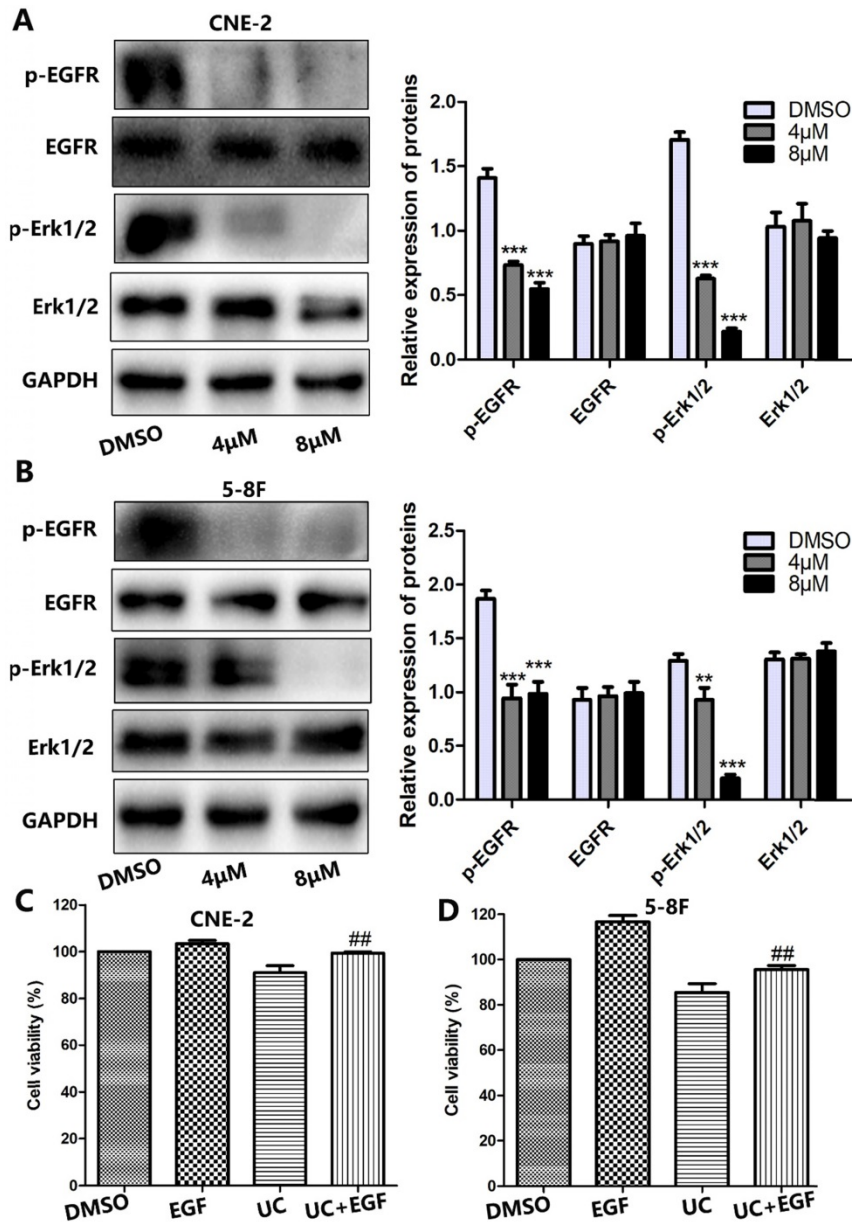 A
CNE-2
p-EGFR
EGFR
p-Erk1/2
Erk1/2
GAPDH
DMSO 4μM 8μM
Relative expression of proteins
2.0
1.5
1.0
0.5
0.0
DMSO
4μM
8μM
***
***
***
***
p-EGFR EGFR p-Erk1/2 Erk1/2
B
5-8F
p-EGFR
EGFR
p-Erk1/2
Erk1/2
GAPDH
DMSO 4μM 8μM
Relative expression of proteins
2.5
2.0
1.5
1.0
0.5
0.0
DMSO
4μM
8μM
*** ***
**
***
p-EGFR EGFR p-Erk1/2 Erk1/2
C
CNE-2
Cell viability (%)
120
100
80
60
40
20
0
##
DMSO EGF UC UC+EGF
D
5-8F
Cell viability (%)
120
100
80
60
40
20
0
##
DMSO EGF UC UC+EGF